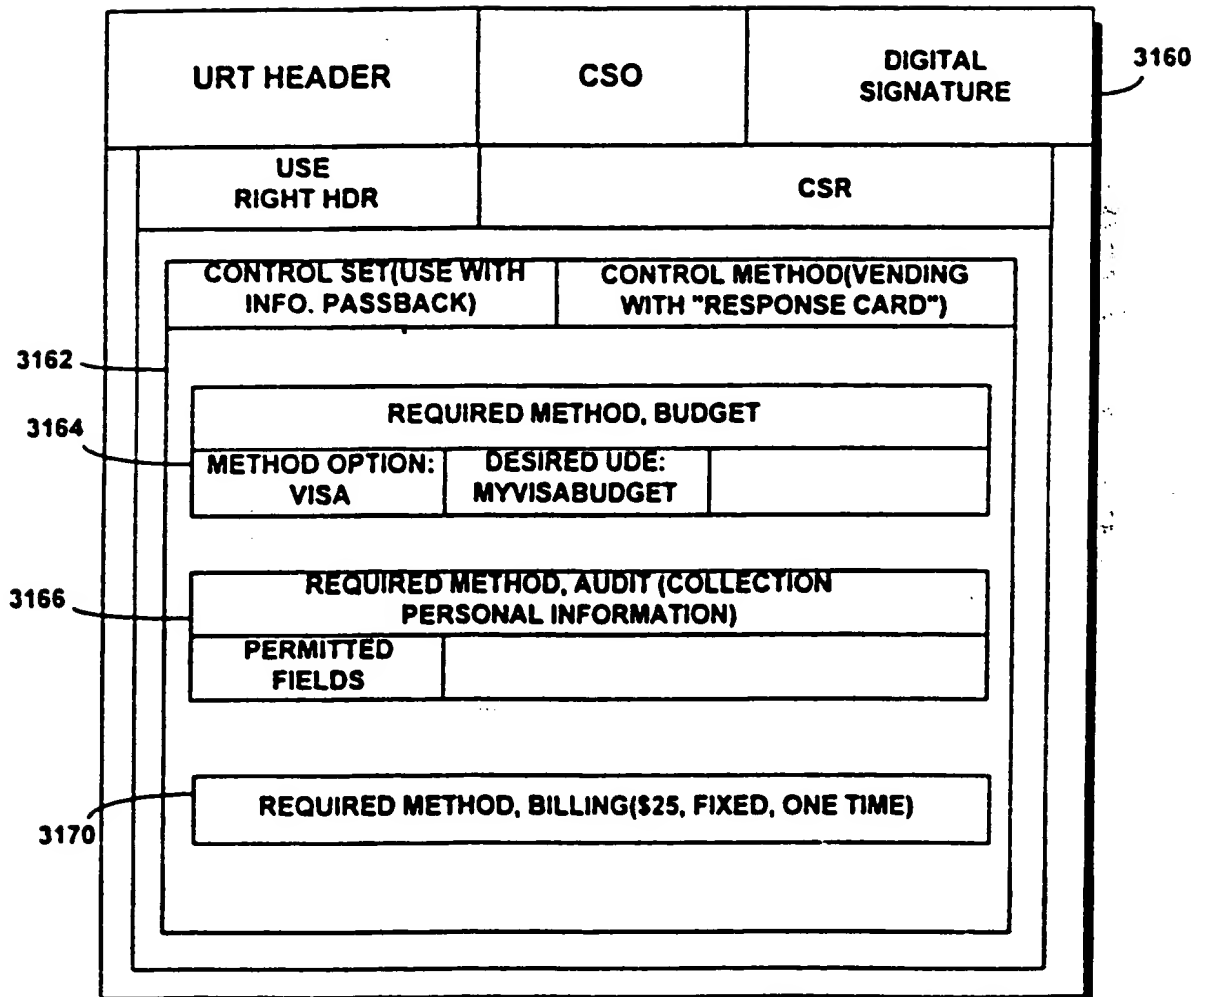 URT HEADER
CSO
DIGITAL
SIGNATURE
3160
USE
RIGHT HDR
CSR
CONTROL SET(USE WITH
INFO. PASSBACK)
CONTROL METHOD(VENDING
WITH "RESPONSE CARD")
3162
REQUIRED METHOD, BUDGET
3164
METHOD OPTION:
VISA
DESIRED UDE:
MYVISABUDGET
REQUIRED METHOD, AUDIT (COLLECTION
PERSONAL INFORMATION)
3166
PERMITTED
FIELDS
REQUIRED METHOD, BILLING($25, FIXED, ONE TIME)
3170